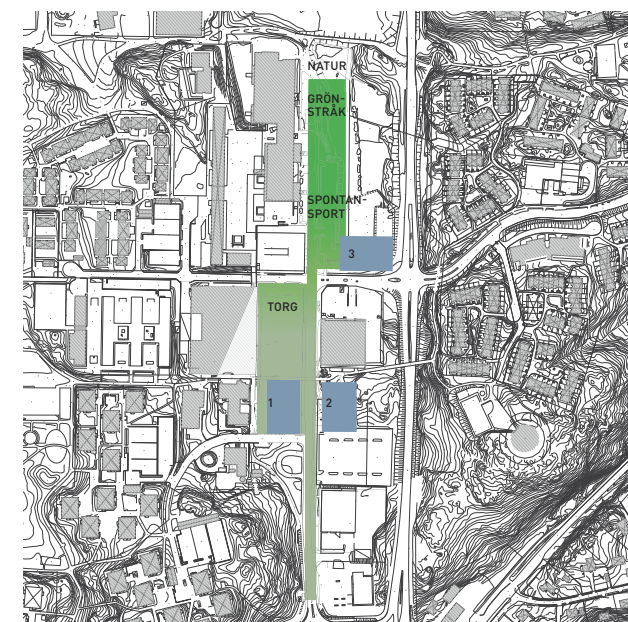 NATUR
GRÖN-
STRÅK
SPONTAN-
SPORT
3
TORG
1
2